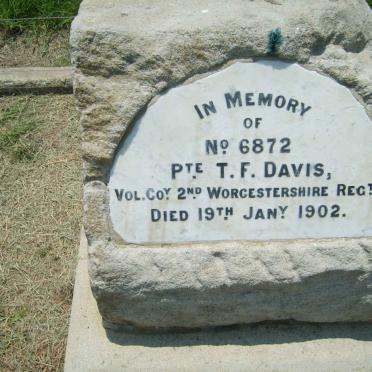 IN MEMORY
OF
No 6872
PTE T. F. DAVIS,
VOL. COY 2ND WORCESTERSHIRE REGT
DIED 19TH JANY 1902.